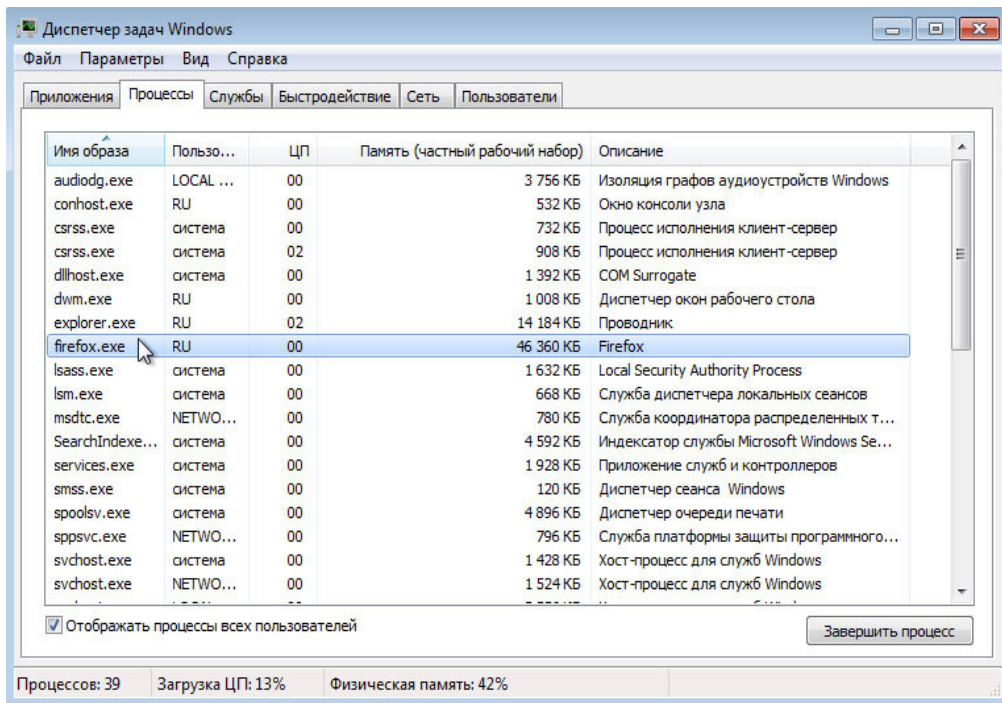 Диспетчер задач Windows
Файл Параметры Вид Справка
Приложения Процессы Службы Быстродействие Сеть Пользователи
Имя образа Пользо... ЦП Память (частный рабочий набор) Описание
audiodg.exe LOCAL ... 00 3 756 КБ Изоляция графов аудиоустройств Windows
conhost.exe RU 00 532 КБ Окно консоли узла
csrss.exe система 00 732 КБ Процесс исполнения клиент-сервер
csrss.exe система 02 908 КБ Процесс исполнения клиент-сервер
dllhost.exe система 00 1 392 КБ COM Surrogate
dwm.exe RU 00 1 008 КБ Диспетчер окон рабочего стола
explorer.exe RU 02 14 184 КБ Проводник
firefox.exe RU 00 46 360 КБ Firefox
lsass.exe система 00 1 632 КБ Local Security Authority Process
lsm.exe система 00 668 КБ Служба диспетчера локальных сеансов
msdtc.exe NETWO... 00 780 КБ Служба координатора распределенных т...
SearchIndexe... система 00 4 592 КБ Индексатор службы Microsoft Windows Se...
services.exe система 00 1 928 КБ Приложение служб и контроллеров
smss.exe система 00 120 КБ Диспетчер сеанса Windows
spoolsv.exe система 00 4 896 КБ Диспетчер очереди печати
sppsvc.exe NETWO... 00 796 КБ Служба платформы защиты программного...
svchost.exe система 00 1 428 КБ Хост-процесс для служб Windows
svchost.exe NETWO... 00 1 524 КБ Хост-процесс для служб Windows
Отображать процессы всех пользователей
Завершить процесс
Процессов: 39 Загрузка ЦП: 13% Физическая память: 42%